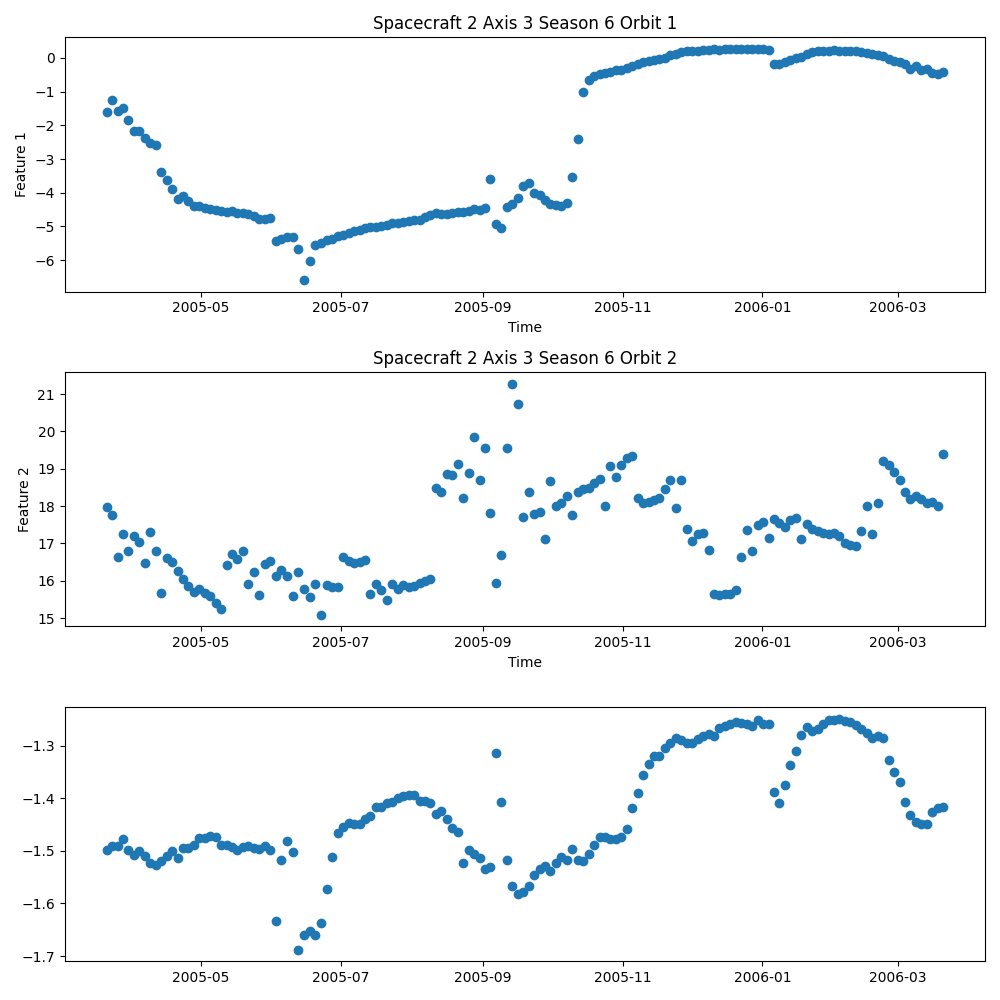 Spacecraft 2 Axis 3 Season 6 Orbit 1
Feature 1
0
−1
−2
−3
−4
−5
−6
2005-05 2005-07 2005-09 2005-11 2006-01 2006-03
Time
Spacecraft 2 Axis 3 Season 6 Orbit 2
Feature 2
21
20
19
18
17
16
15
2005-05 2005-07 2005-09 2005-11 2006-01 2006-03
Time
−1.3
−1.4
−1.5
−1.6
−1.7
2005-05 2005-07 2005-09 2005-11 2006-01 2006-03